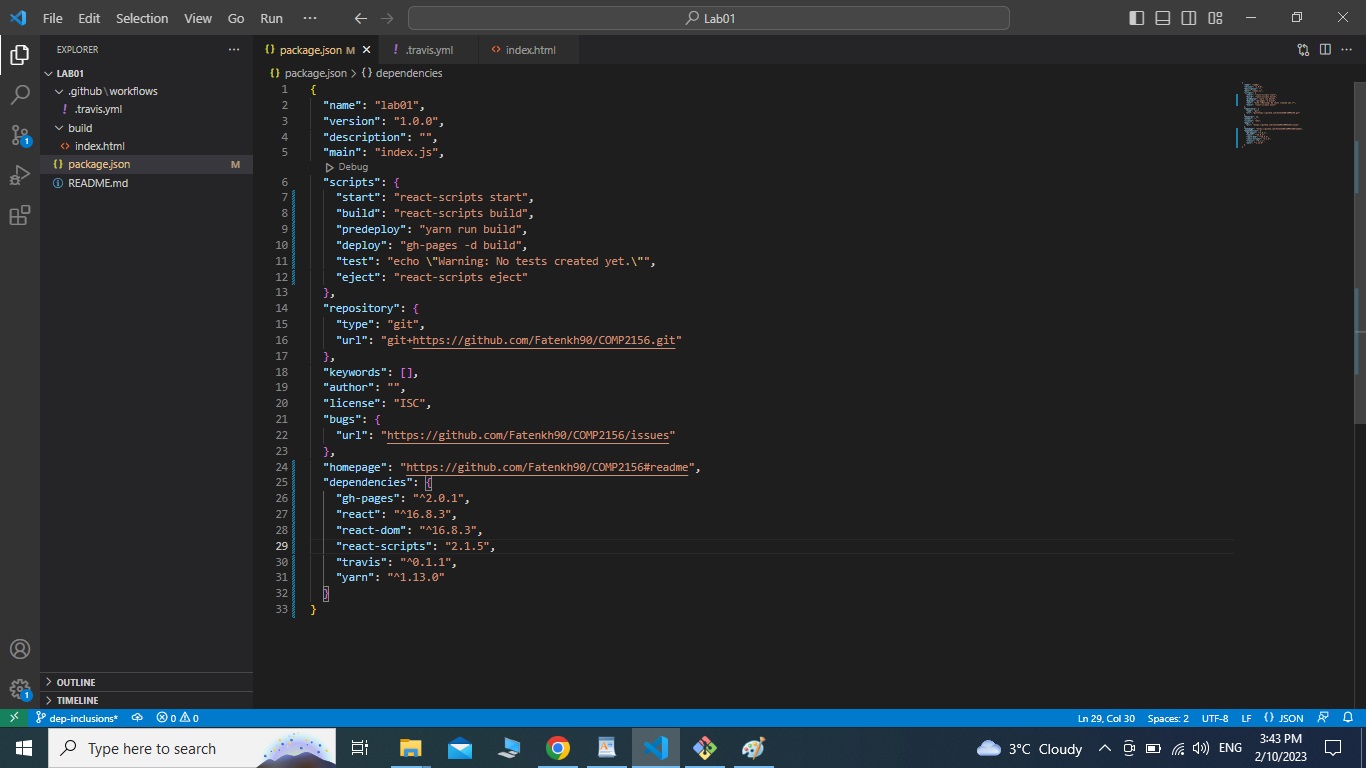 File Edit Selection View Go Run ··· Lab01
EXPLORER ···
package.json M
.travis.yml
index.html
LAB01
.github \ workflows
! .travis.yml
build
index.html
package.json M
README.md
package.json > {} dependencies
1 {
2 "name": "lab01",
3 "version": "1.0.0",
4 "description": "",
5 "main": "index.js",
Debug
6 "scripts": {
7 "start": "react-scripts start",
8 "build": "react-scripts build",
9 "predeploy": "yarn run build",
10 "deploy": "gh-pages -d build",
11 "test": "echo \"Warning: No tests created yet.\"",
12 "eject": "react-scripts eject"
13 },
14 "repository": {
15 "type": "git",
16 "url": "git+https://github.com/Fatenkh90/COMP2156.git"
17 },
18 "keywords": [],
19 "author": "",
20 "license": "ISC",
21 "bugs": {
22 "url": "https://github.com/Fatenkh90/COMP2156/issues"
23 },
24 "homepage": "https://github.com/Fatenkh90/COMP2156#readme",
25 "dependencies": {
26 "gh-pages": "^2.0.1",
27 "react": "^16.8.3",
28 "react-dom": "^16.8.3",
29 "react-scripts": "2.1.5",
30 "travis": "^0.1.1",
31 "yarn": "^1.13.0"
32 }
33 }
1
1
OUTLINE
TIMELINE
dep-inclusions* 0 0 Ln 29, Col 30 Spaces: 2 UTF-8 LF {} JSON
Type here to search
3°C Cloudy
ENG
3:43 PM
2/10/2023